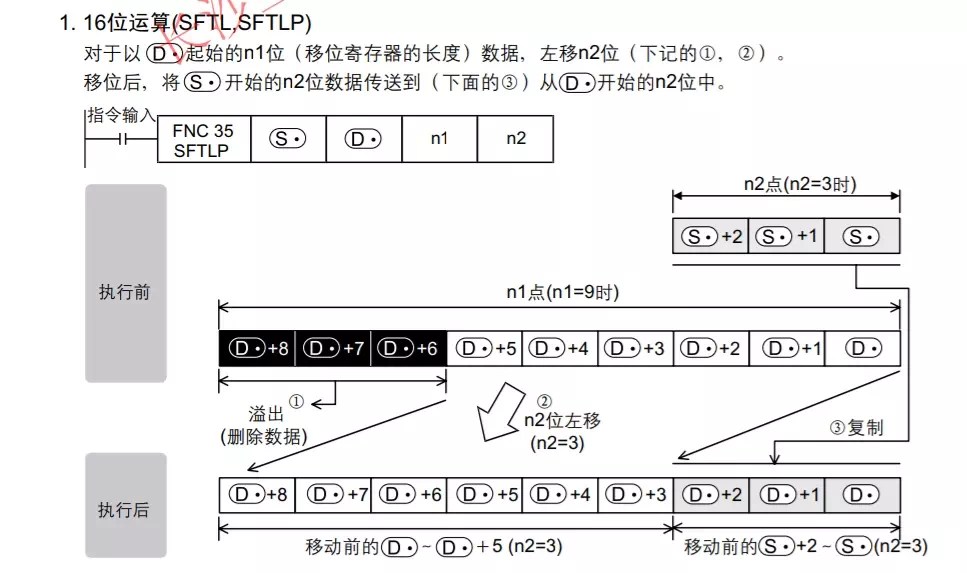 1. 16位运算(SFTL,SFTLP)
对于以 (D•) 起始的n1位（移位寄存器的长度）数据，左移n2位（下记的①，②）。
移位后，将 (S•) 开始的n2位数据传送到（下面的③）从 (D•) 开始的n2位中。
指令输入
FNC 35 (S•) (D•) n1 n2
SFTLP
n2点(n2=3时)
(S•)+2 (S•)+1 (S•)
执行前
n1点(n1=9时)
(D•)+8 (D•)+7 (D•)+6 (D•)+5 (D•)+4 (D•)+3 (D•)+2 (D•)+1 (D•)
①
溢出
(删除数据)
②
n2位左移
(n2=3)
③复制
执行后
(D•)+8 (D•)+7 (D•)+6 (D•)+5 (D•)+4 (D•)+3 (D•)+2 (D•)+1 (D•)
移动前的(D•)~(D•)+5 (n2=3)
移动前的(S•)+2~(S•)(n2=3)